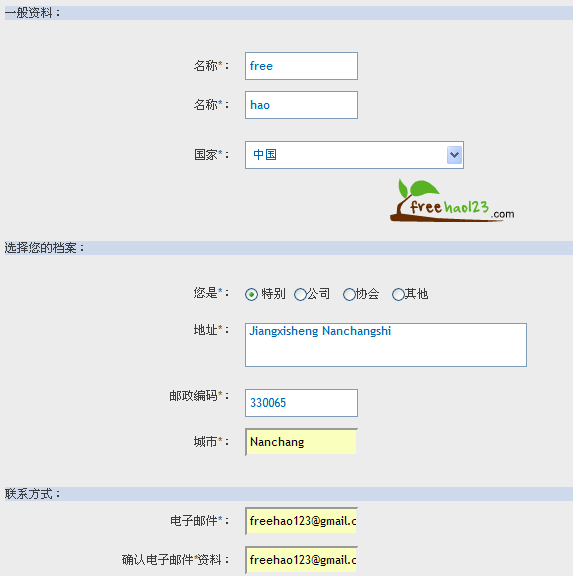 一般资料：
名称*： free
名称*： hao
国家*： 中国
freehao123.com
选择您的档案：
您是*： 特别 公司 协会 其他
地址*： Jiangxisheng Nanchangshi
邮政编码*： 330065
城市*： Nanchang
联系方式：
电子邮件*： freehao123@gmail.c
确认电子邮件*资料： freehao123@gmail.c